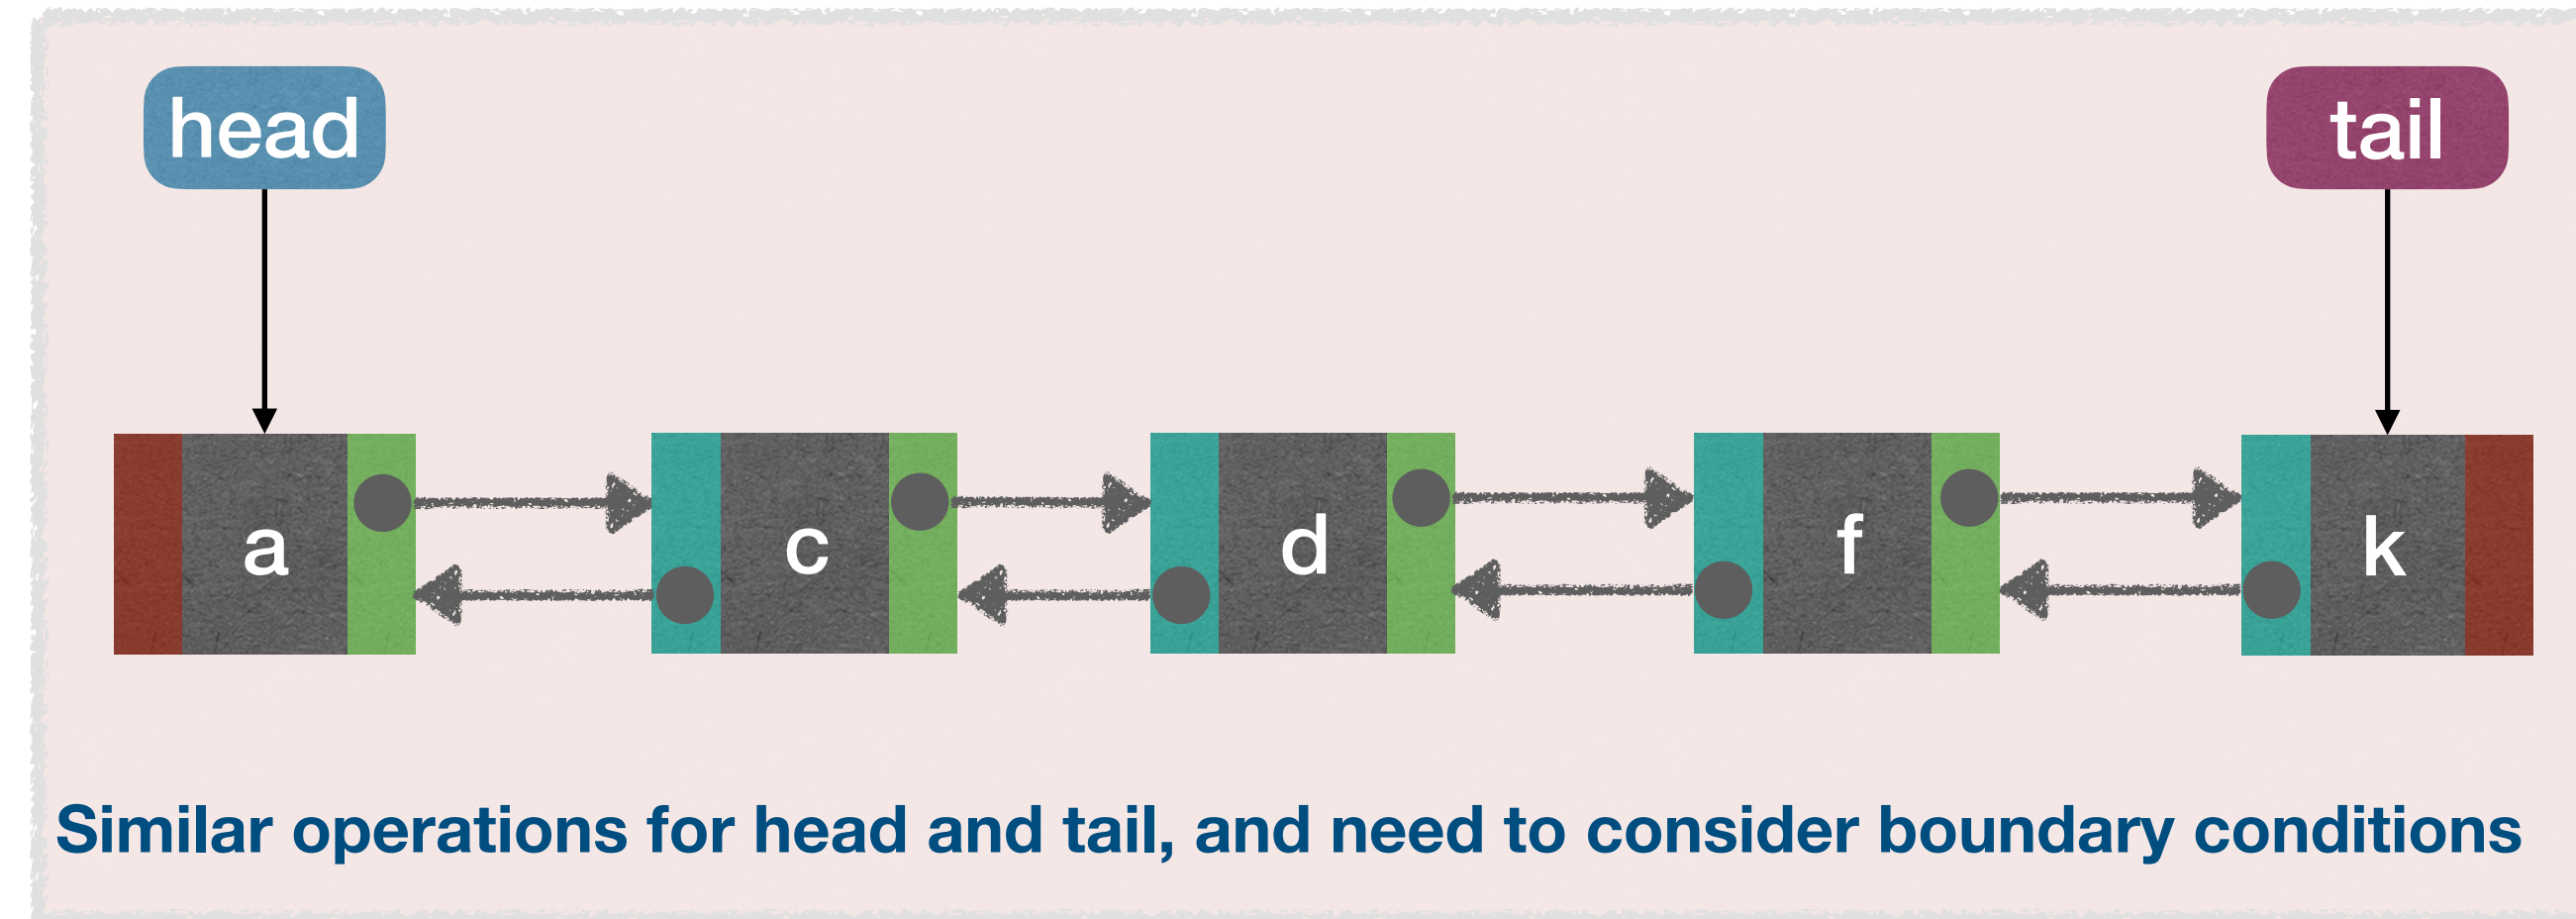 head
tail
a
c
d
f
k
Similar operations for head and tail, and need to consider boundary conditions